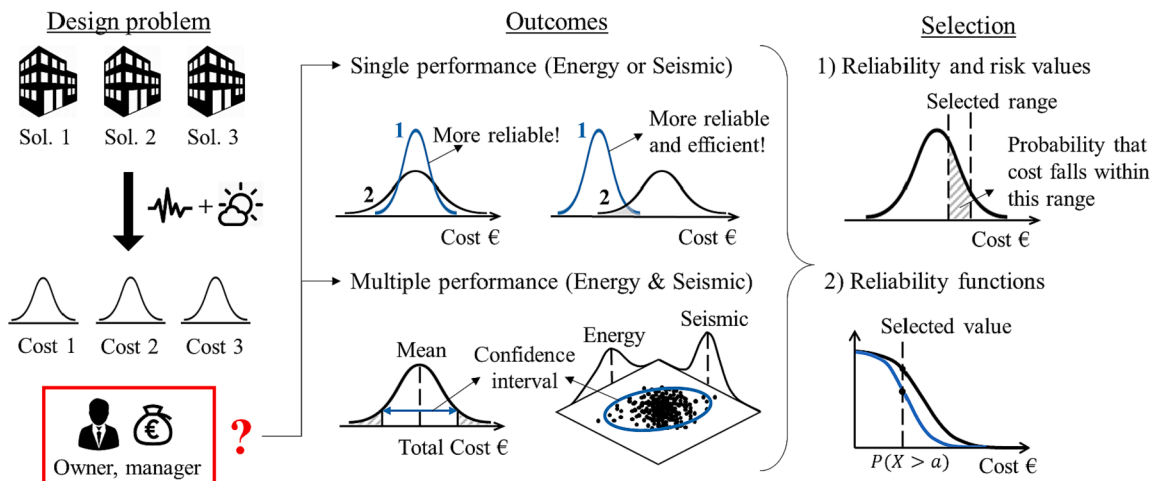 Design problem
Sol. 1
Sol. 2
Sol. 3
+
Cost 1
Cost 2
Cost 3
€
Owner, manager
?
Outcomes
Single performance (Energy or Seismic)
1
More reliable!
2
Cost €
1
More reliable
and efficient!
2
Cost €
Multiple performance (Energy & Seismic)
Mean
Confidence
interval
Total Cost €
Energy
Seismic
Selection
1) Reliability and risk values
Selected range
Probability that
cost falls within
this range
Cost €
2) Reliability functions
Selected value
P(X > a)
Cost €